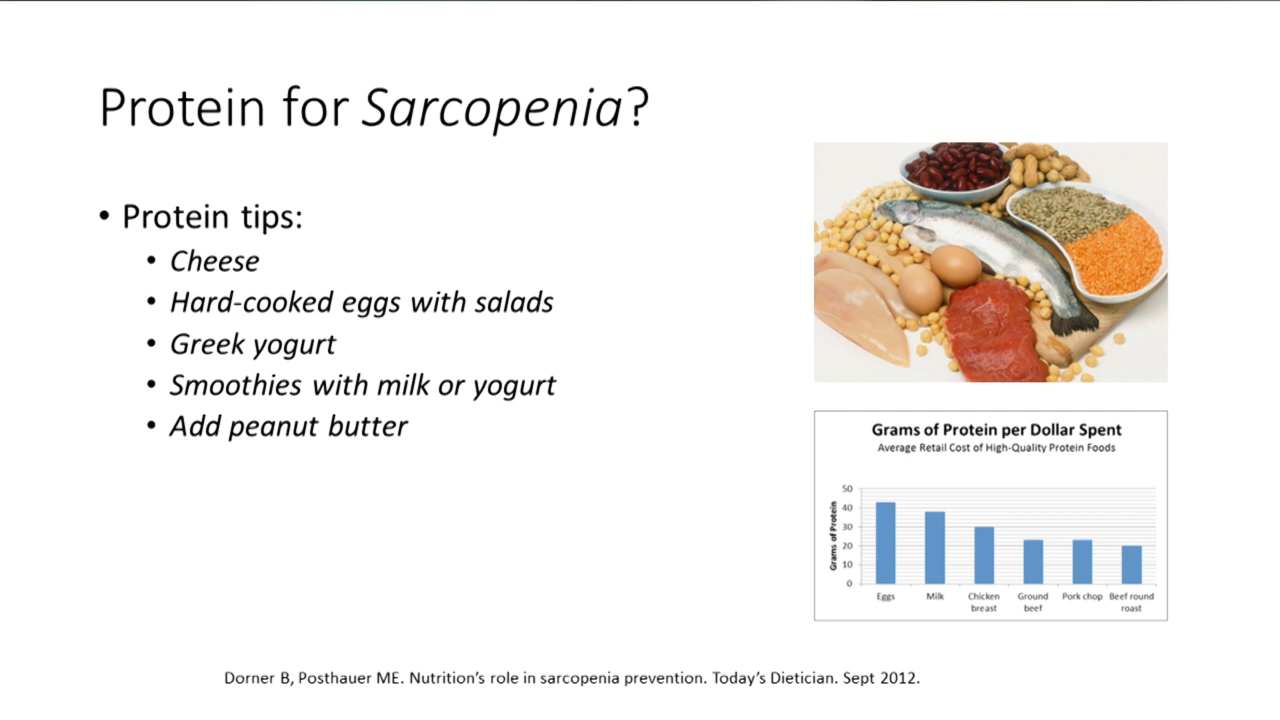 Protein for Sarcopenia?
• Protein tips:
• Cheese
• Hard-cooked eggs with salads
• Greek yogurt
• Smoothies with milk or yogurt
• Add peanut butter
Grams of Protein per Dollar Spent
Average Retail Cost of High-Quality Protein Foods
Grams of Protein
50
40
30
20
10
0
Eggs
Milk
Chicken breast
Ground beef
Pork chop
Beef round roast
Dorner B, Posthauer ME. Nutrition’s role in sarcopenia prevention. Today’s Dietician. Sept 2012.